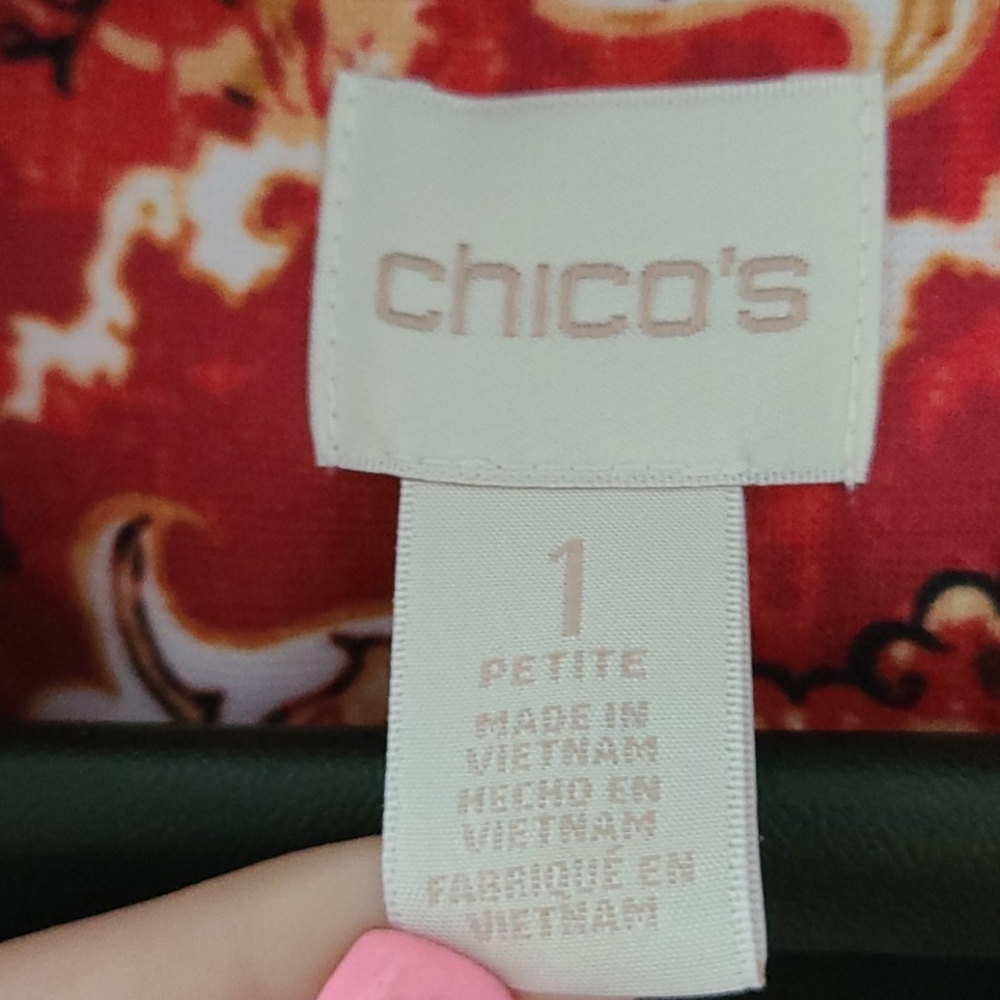 chico's
1
PETITE
MADE IN
VIETNAM
HECHO EN
VIETNAM
FABRIQUÉ EN
VIETNAM